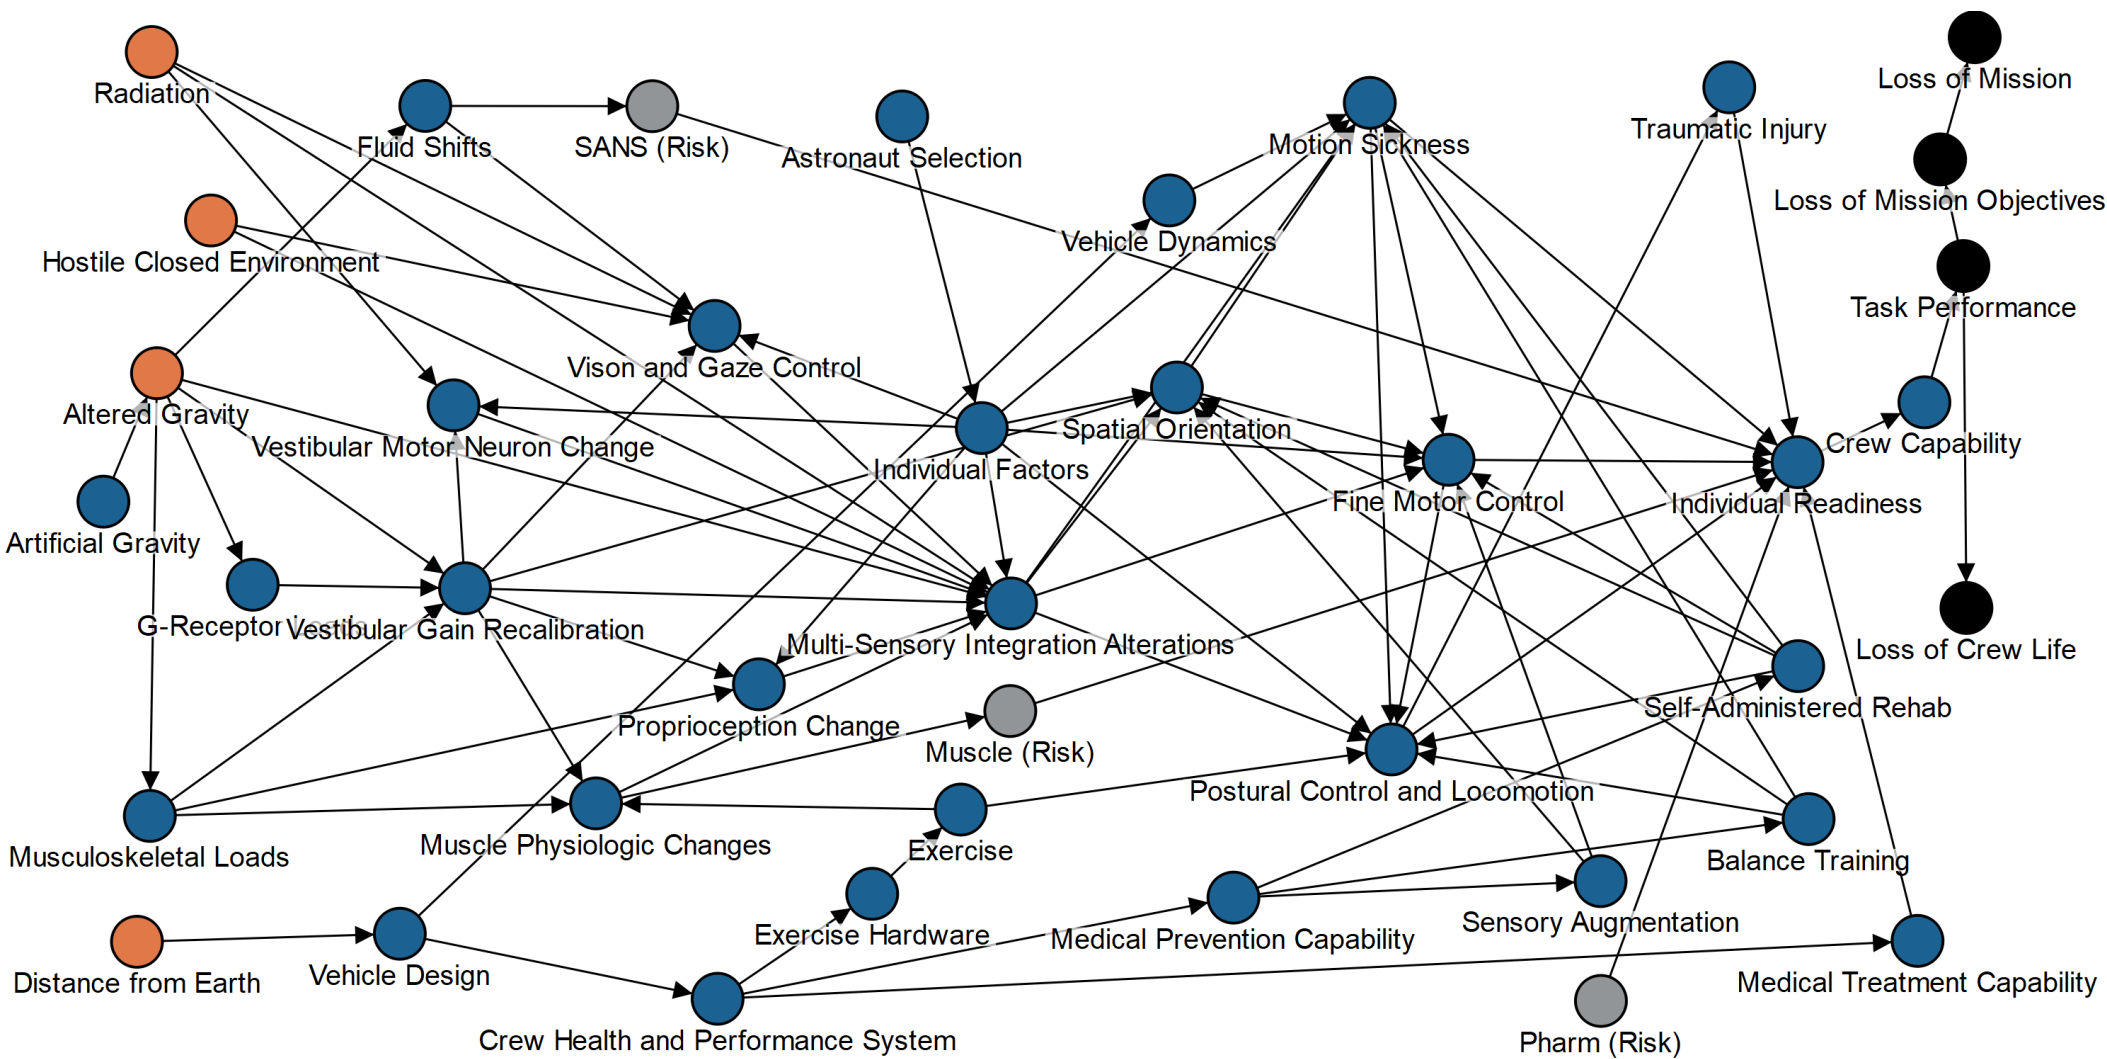 Radiation
Fluid Shifts
SANS (Risk)
Astronaut Selection
Motion Sickness
Traumatic Injury
Loss of Mission
Loss of Mission Objectives
Hostile Closed Environment
Vehicle Dynamics
Task Performance
Vison and Gaze Control
Altered Gravity
Vestibular Motor Neuron Change
Individual Factors
Spatial Orientation
Fine Motor Control
Individual Readiness
Crew Capability
Artificial Gravity
G-Receptor Loads
Vestibular Gain Recalibration
Multi-Sensory Integration Alterations
Loss of Crew Life
Proprioception Change
Muscle (Risk)
Self-Administered Rehab
Postural Control and Locomotion
Musculoskeletal Loads
Muscle Physiologic Changes
Exercise
Balance Training
Exercise Hardware
Medical Prevention Capability
Sensory Augmentation
Distance from Earth
Vehicle Design
Medical Treatment Capability
Crew Health and Performance System
Pharm (Risk)